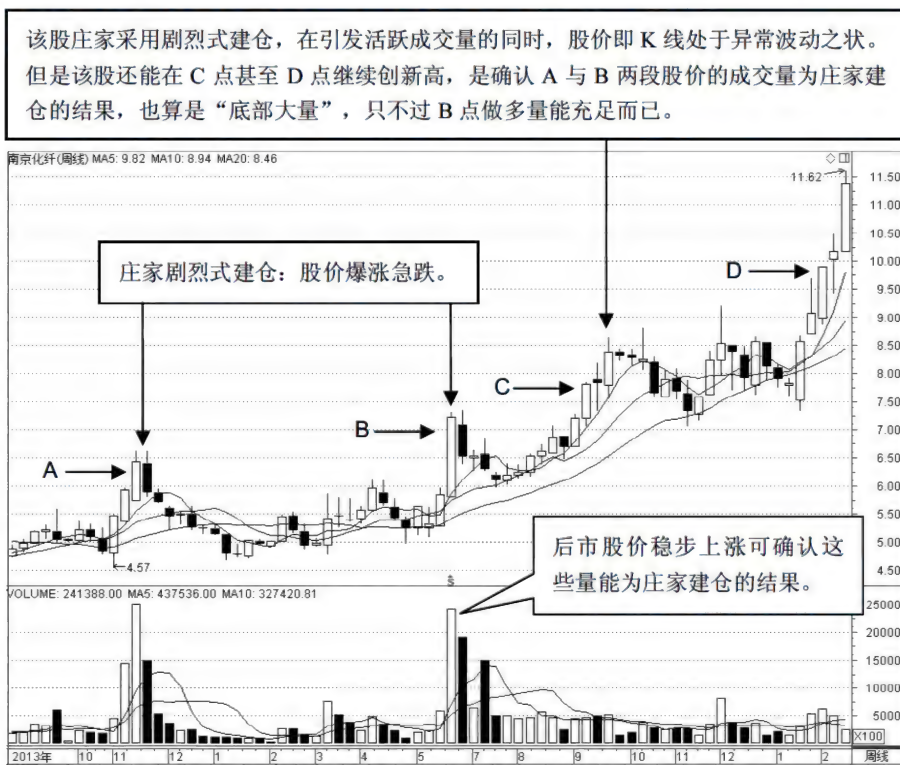 该股庄家采用剧烈式建仓，在引发活跃成交量的同时，股价即 K 线处于异常波动之状。
但是该股还能在 C 点甚至 D 点继续创新高，是确认 A 与 B 两段股价的成交量为庄家建
仓的结果，也算是“底部大量”，只不过 B 点做多量能充足而已。
南京化纤(周线) MA5: 9.82 MA10: 8.94 MA20: 8.46
11.62
11.50
11.00
10.50
10.00
9.50
9.00
8.50
8.00
7.50
7.00
6.50
6.00
5.50
5.00
4.50
庄家剧烈式建仓：股价爆涨急跌。
D
C
B
A
4.57
后市股价稳步上涨可确认这
些量能为庄家建仓的结果。
VOLUME: 241388.00 MA5: 437536.00 MA10: 327420.81
25000
20000
15000
10000
5000
X100
2013年 10 11 12 1 2 3 4 5 6 7 8 9 10 11 12 1 2 周线